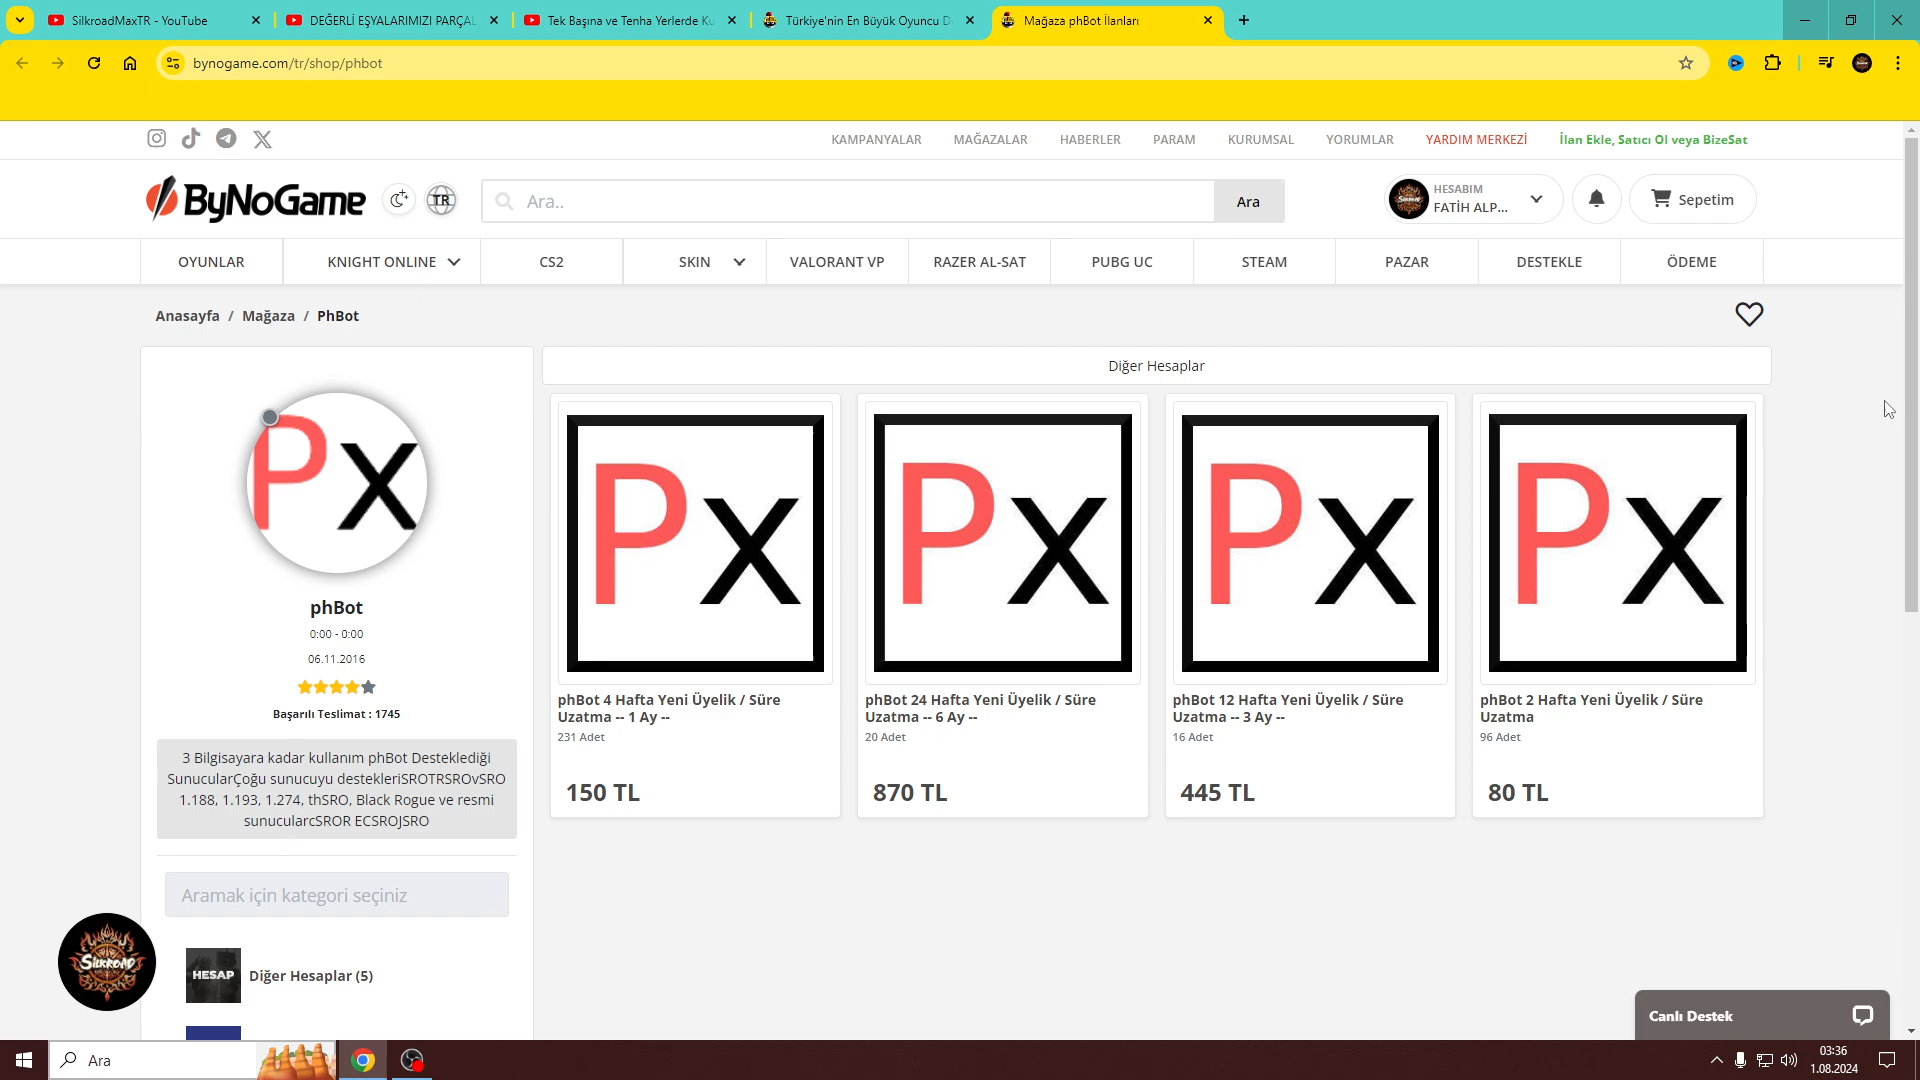 SilkroadMaxTR - YouTube
DEĞERLİ EŞYALARIMIZI PARÇAL
Tek Başına ve Tenha Yerlerde Ku
Türkiye'nin En Büyük Oyuncu D
Mağaza phBot İlanları
bynogame.com/tr/shop/phbot
KAMPANYALAR
MAĞAZALAR
HABERLER
PARAM
KURUMSAL
YORUMLAR
YARDIM MERKEZİ
İlan Ekle, Satıcı Ol veya BizeSat
ByNoGame
TR
Ara..
Ara
HESABIM
FATİH ALP...
Sepetim
OYUNLAR
KNIGHT ONLINE
CS2
SKIN
VALORANT VP
RAZER AL-SAT
PUBG UC
STEAM
PAZAR
DESTEKLE
ÖDEME
Anasayfa / Mağaza / PhBot
Px
phBot
0:00 - 0:00
06.11.2016
Başarılı Teslimat : 1745
3 Bilgisayara kadar kullanım phBot Desteklediği
SunucularÇoğu sunucuyu destekleriSROTRSROvSRO
1.188, 1.193, 1.274, thSRO, Black Rogue ve resmi
sunucularcSROR ECSROJSRO
Aramak için kategori seçiniz
HESAP
Diğer Hesaplar (5)
SILKROAD
Diğer Hesaplar
Px
phBot 4 Hafta Yeni Üyelik / Süre
Uzatma -- 1 Ay --
231 Adet
150 TL
Px
phBot 24 Hafta Yeni Üyelik / Süre
Uzatma -- 6 Ay --
20 Adet
870 TL
Px
phBot 12 Hafta Yeni Üyelik / Süre
Uzatma -- 3 Ay --
16 Adet
445 TL
Px
phBot 2 Hafta Yeni Üyelik / Süre
Uzatma
96 Adet
80 TL
Canlı Destek
Ara
03:36
1.08.2024